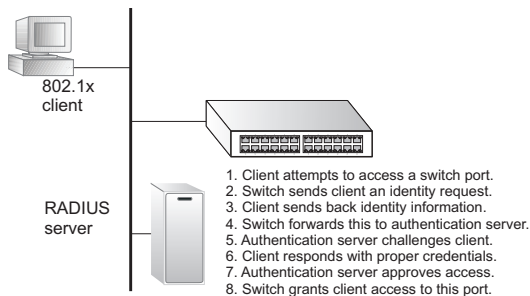 802.1x
client
1. Client attempts to access a switch port.
2. Switch sends client an identity request.
3. Client sends back identity information.
4. Switch forwards this to authentication server.
5. Authentication server challenges client.
6. Client responds with proper credentials.
7. Authentication server approves access.
8. Switch grants client access to this port.
RADIUS
server